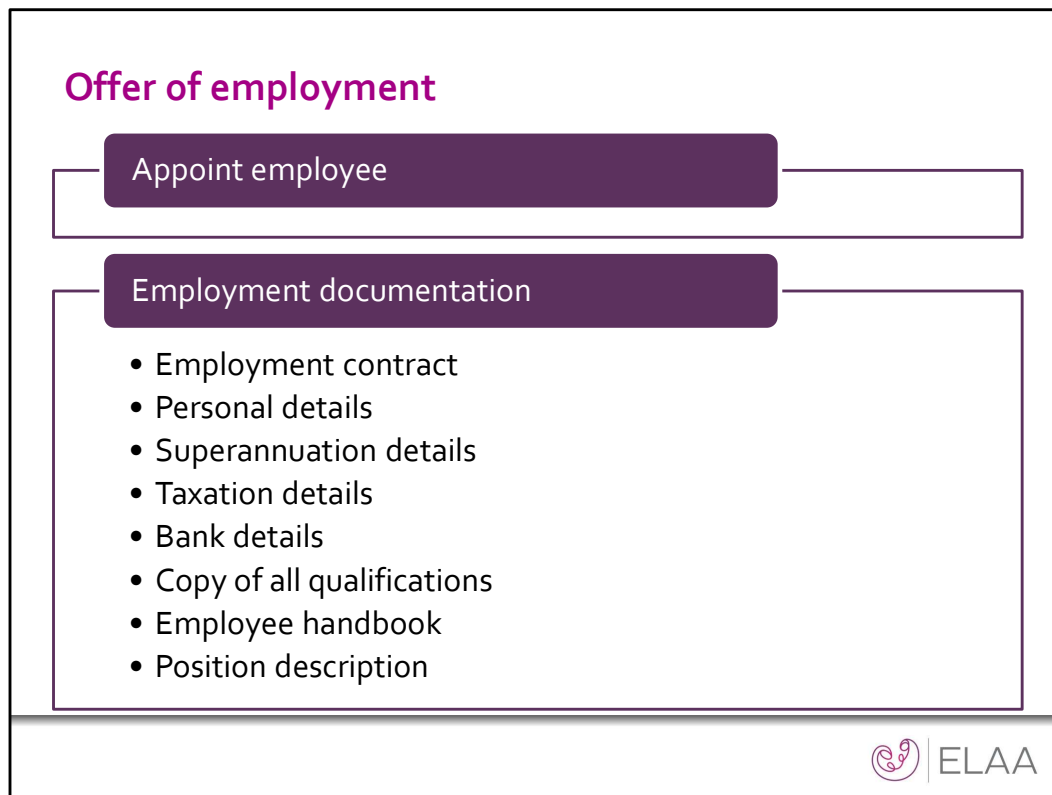 Offer of employment
Appoint employee
Employment documentation
• Employment contract
• Personal details
• Superannuation details
• Taxation details
• Bank details
• Copy of all qualifications
• Employee handbook
• Position description
ELAA